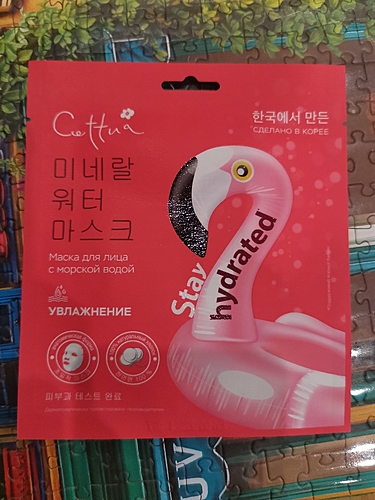 Cettua
한국에서 만든
СДЕЛАНО В КОРЕЕ
미네랄
워터
마스크
Маска для лица
с морской водой
УВЛАЖНЕНИЕ
Stay
hydrated
피부과 테스트 완료